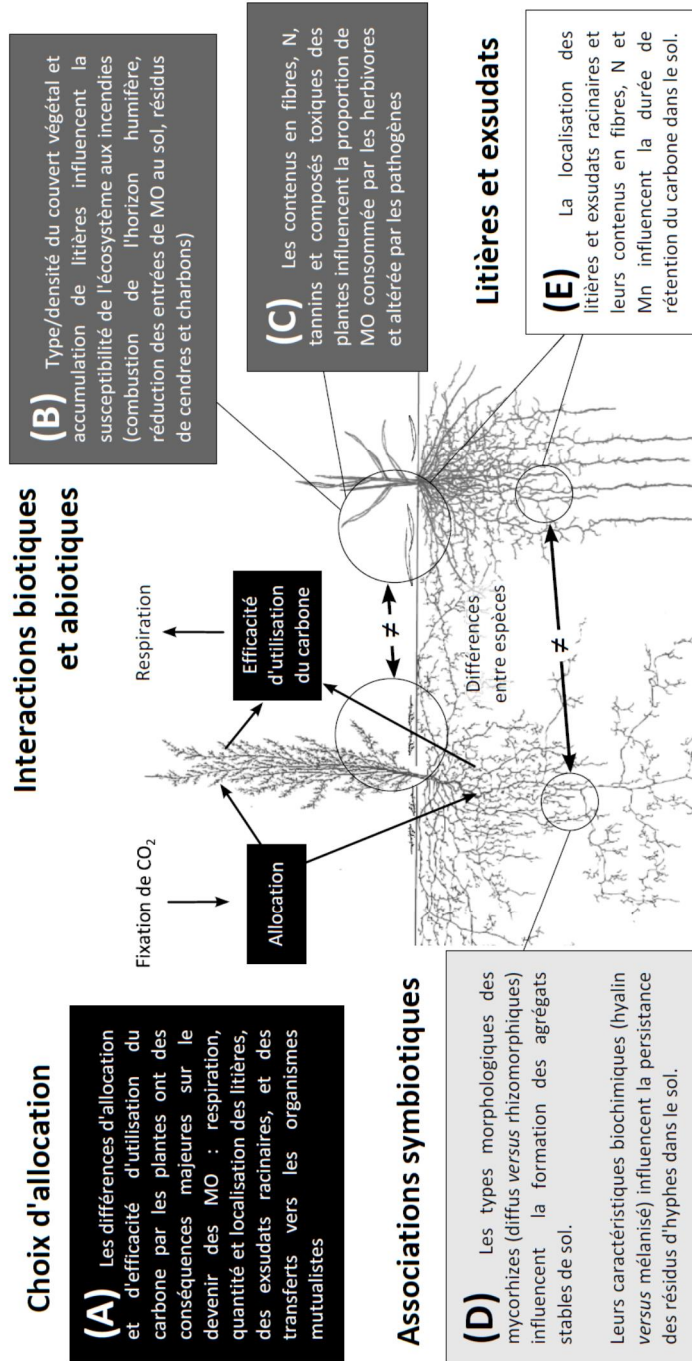 Choix d'allocation
(A) Les différences d'allocation
et d'efficacité d'utilisation du
carbone par les plantes ont des
conséquences majeures sur le
devenir des MO : respiration,
quantité et localisation des litières,
des exsudats racinaires, et des
transferts vers les organismes
mutualistes
Fixation de CO₂
Allocation
Interactions biotiques
et abiotiques
Respiration
Efficacité
d'utilisation
du carbone
(B) Type/densité du couvert végétal et
accumulation de litières influencent la
susceptibilité de l'écosystème aux incendies
(combustion de l'horizon humifère,
réduction des entrées de MO au sol, résidus
de cendres et charbons)
(C) Les contenus en fibres, N,
tannins et composés toxiques des
plantes influencent la proportion de
MO consommée par les herbivores
et altérée par les pathogènes
≠
Différences
entre espèces
≠
Associations symbiotiques
(D) Les types morphologiques des
mycorhizes (diffus versus rhizomorphiques)
influencent la formation des agrégats
stables de sol.
Leurs caractéristiques biochimiques (hyalin
versus mélanisé) influencent la persistance
des résidus d'hyphes dans le sol.
Litières et exsudats
(E) La localisation des
litières et exsudats racinaires et
leurs contenus en fibres, N et
Mn influencent la durée de
rétention du carbone dans le sol.